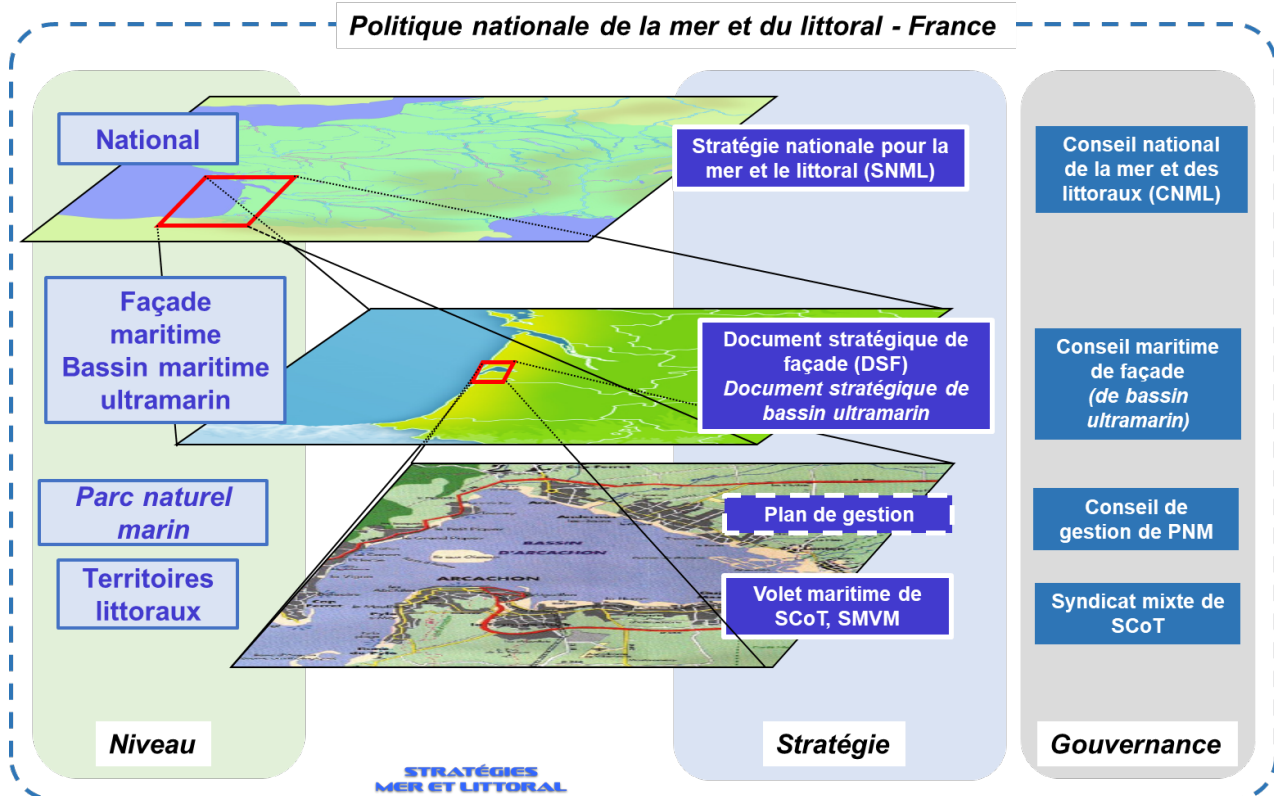 Politique nationale de la mer et du littoral - France
National
Stratégie nationale pour la
mer et le littoral (SNML)
Conseil national
de la mer et des
littoraux (CNML)
Façade
maritime
Bassin maritime
ultramarin
Document stratégique de
façade (DSF)
Document stratégique de
bassin ultramarin
Conseil maritime
de façade
(de bassin
ultramarin)
Parc naturel
marin
Plan de gestion
Conseil de
gestion de PNM
BASSIN
D'ARCACHON
ARCACHON
Territoires
littoraux
Volet maritime de
SCoT, SMVM
Syndicat mixte de
SCoT
Niveau
Stratégie
Gouvernance
STRATÉGIES
MER ET LITTORAL